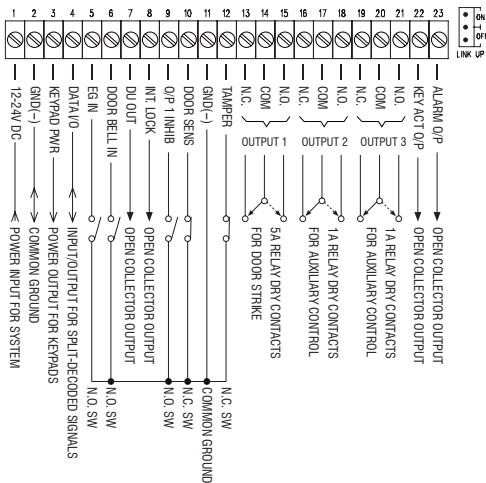 1 2 3 4 5 6 7 8 9 10 11 12 13 14 15 16 17 18 19 20 21 22 23
ON
OFF
LINK UP
12-24V DC
GND(−)
KEYPAD PWR
DATA I/O
EG IN
DOOR BELL IN
DU OUT
INT. LOCK
O/P 1 INHIB
DOOR SENS
GND(−)
TAMPER
N.C.
COM
N.O.
N.C.
COM
N.O.
N.C.
COM
N.O.
KEY ACT O/P
ALARM O/P
OUTPUT 1
OUTPUT 2
OUTPUT 3
POWER INPUT FOR SYSTEM
COMMON GROUND
POWER OUTPUT FOR KEYPADS
INPUT/OUTPUT FOR SPLIT-DECODED SIGNALS
N.O. SW
N.O. SW
OPEN COLLECTOR OUTPUT
OPEN COLLECTOR OUTPUT
N.O. SW
N.C. SW
COMMON GROUND
N.C. SW
5A RELAY DRY CONTACTS
FOR DOOR STRIKE
1A RELAY DRY CONTACTS
FOR AUXILIARY CONTROL
1A RELAY DRY CONTACTS
FOR AUXILIARY CONTROL
OPEN COLLECTOR OUTPUT
OPEN COLLECTOR OUTPUT